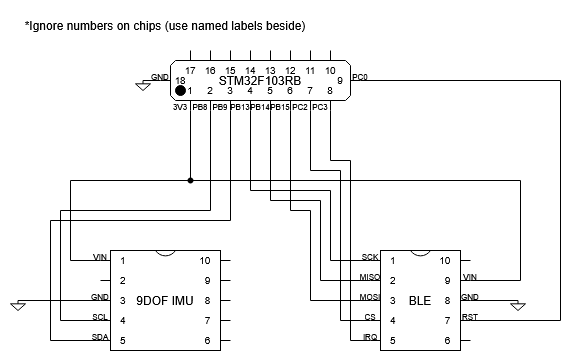 *Ignore numbers on chips (use named labels beside)
17 16 15 14 13 12 11 10
GND 18 STM32F103RB 9 PC0
1 2 3 4 5 6 7 8
3V3 PB8 PB9 PB13 PB14 PB15 PC2 PC3
VIN 1 10
2 9
GND 3 9DOF IMU 8
SCL 4 7
SDA 5 6
SCK 1 10
MISO 2 9 VIN
MOSI 3 BLE 8 GND
CS 4 7 RST
IRQ 5 6